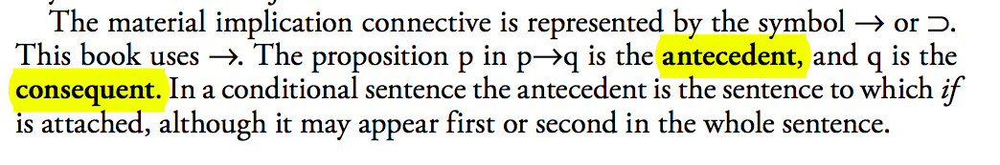 The material implication connective is represented by the symbol → or ⊃.
This book uses →. The proposition p in p→q is the antecedent, and q is the
consequent. In a conditional sentence the antecedent is the sentence to which if
is attached, although it may appear first or second in the whole sentence.